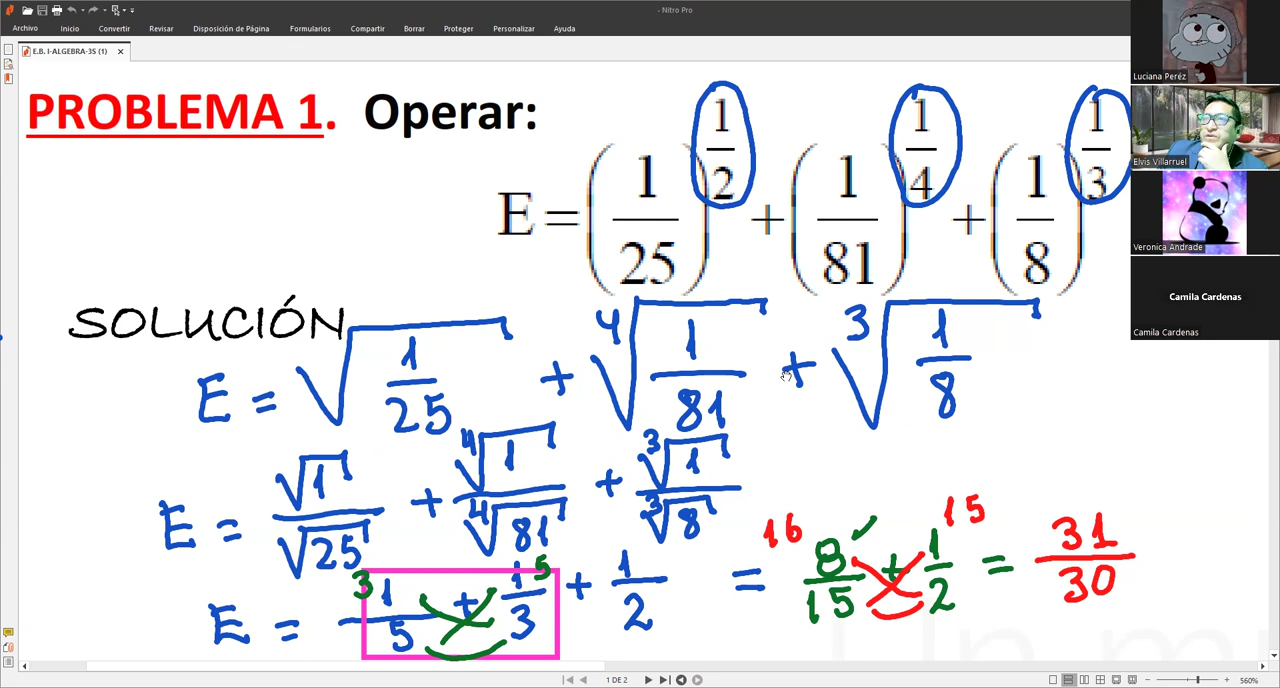 - Nitro Pro
Archivo Inicio Convertir Revisar Disposición de Página Formularios Compartir Borrar Proteger Personalizar Ayuda
E.B. I-ALGEBRA-3S (1)
PROBLEMA 1. Operar:
E = (1/25)^(1/2) + (1/81)^(1/4) + (1/8)^(1/3)
SOLUCIÓN
E = √(1/25) + ⁴√(1/81) + ³√(1/8)
E = √1/√25 + ⁴√1/⁴√81 + ³√1/³√8
3 5 16 15
E = 1/5 + 1/3 + 1/2 = 8/15 + 1/2 = 31/30
Luciana Peréz
Elvis Villarruel
Veronica Andrade
Camila Cardenas
Camila Cardenas
1 DE 2
560%